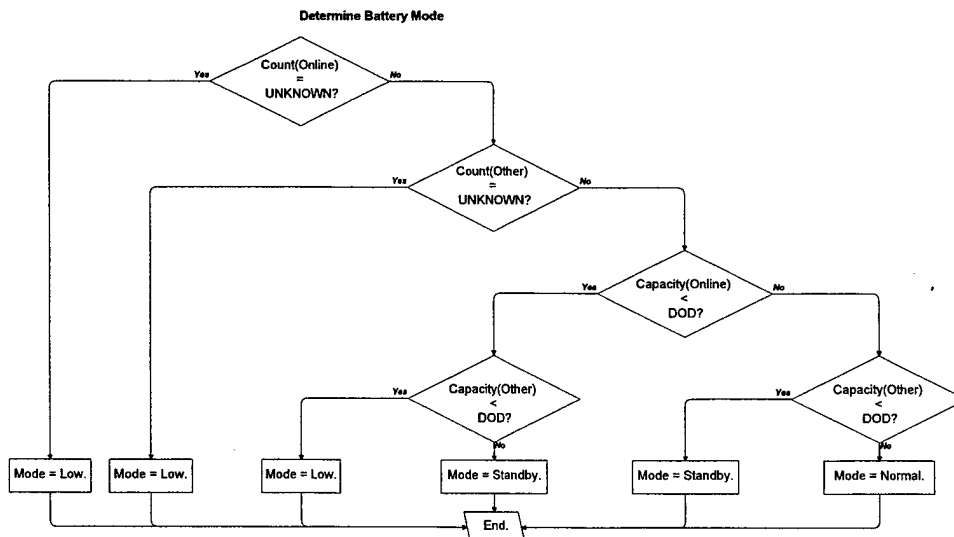 Determine Battery Mode
Count(Online)
=
UNKNOWN?
Yes
No
Count(Other)
=
UNKNOWN?
Yes
No
Capacity(Online)
<
DOD?
Yes
No
Capacity(Other)
<
DOD?
Yes
No
Capacity(Other)
<
DOD?
Yes
No
Mode = Low.
Mode = Low.
Mode = Low.
Mode = Standby.
Mode = Standby.
Mode = Normal.
End.